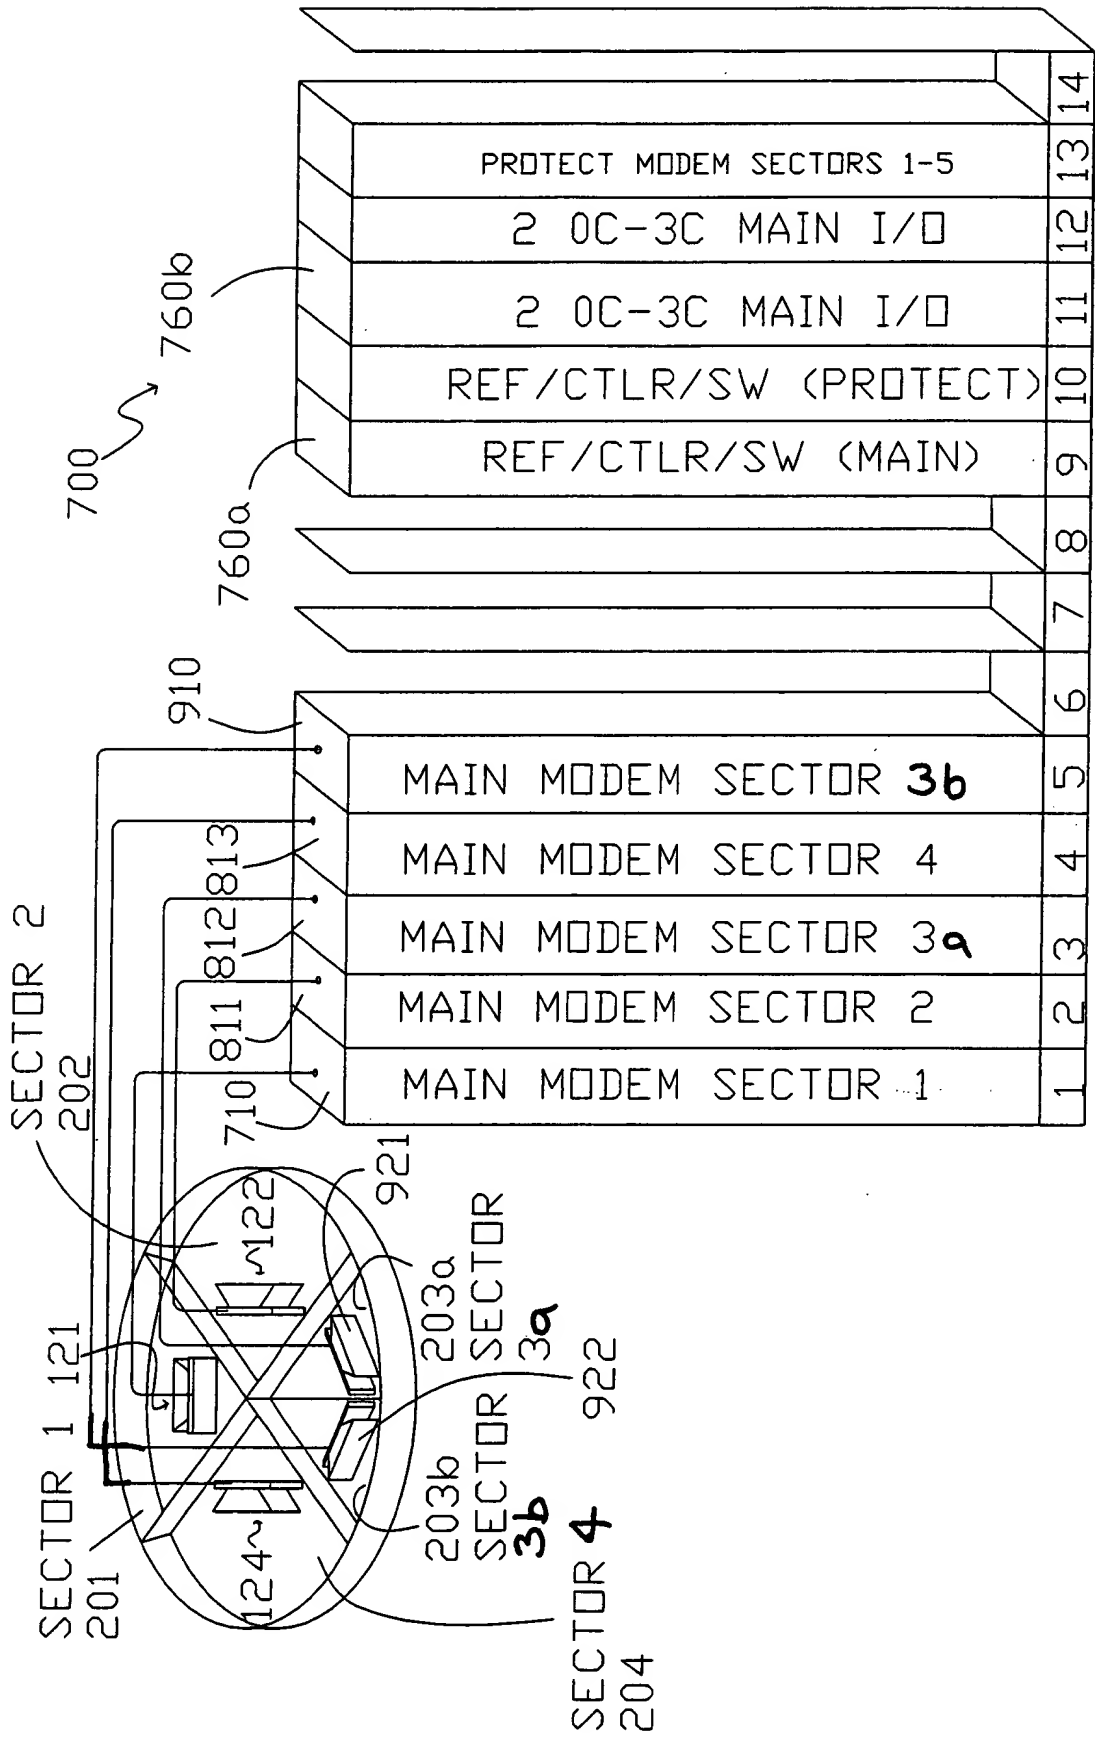 SECTOR 1
201
121
SECTOR 2
202
122
124
710
811
812
813
910
921
203a
SECTOR
3a
922
203b
SECTOR
3b
SECTOR 4
204
700
760a
760b
MAIN MODEM SECTOR 1
MAIN MODEM SECTOR 2
MAIN MODEM SECTOR 3a
MAIN MODEM SECTOR 4
MAIN MODEM SECTOR 3b
REF/CTLR/SW (MAIN)
REF/CTLR/SW (PROTECT)
2 OC-3C MAIN I/O
2 OC-3C MAIN I/O
PROTECT MODEM SECTORS 1-5
1
2
3
4
5
6
7
8
9
10
11
12
13
14